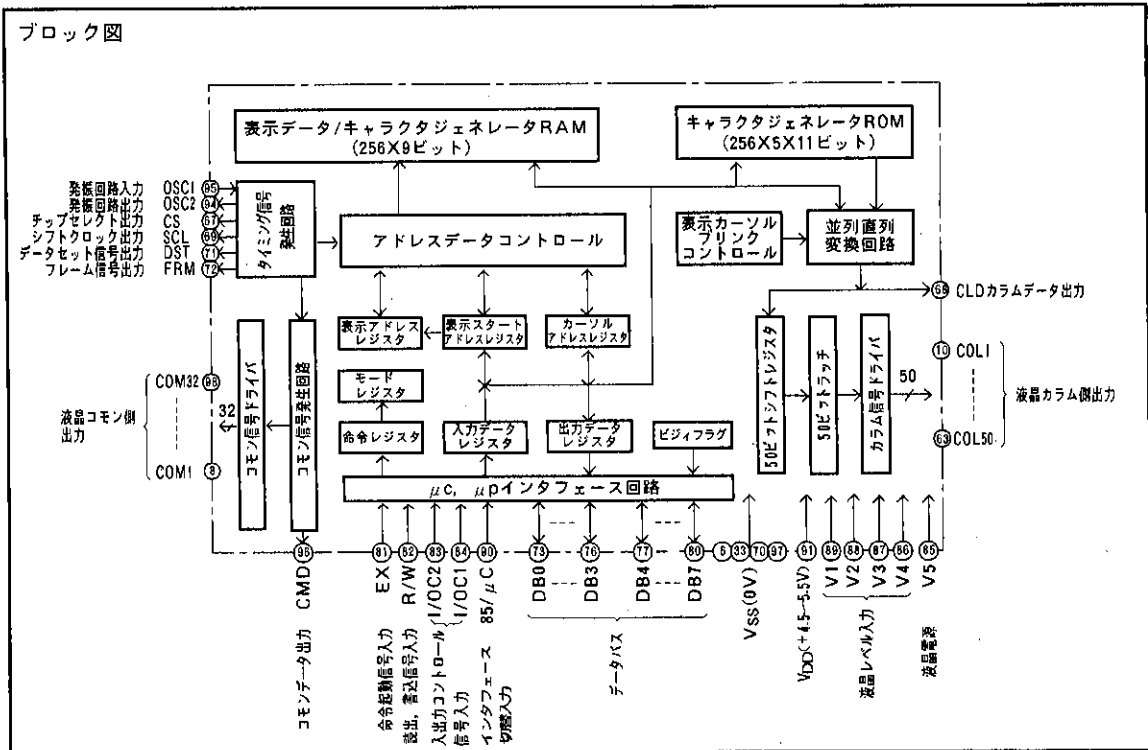 ブロック図
表示データ/キャラクタジェネレータRAM
(256X9ビット)
キャラクタジェネレータROM
(256X5X11ビット)
発振回路入力 OSC1 95
発振回路出力 OSC2 94
チップセレクト出力 CS 67
シフトクロック出力 SCL 69
データセット信号出力 DST 71
フレーム信号出力 FRM 72
タイミング信号
発生回路
アドレスデータコントロール
表示カーソル
ブリンク
コントロール
並列直列
変換回路
68 CLDカラムデータ出力
表示アドレス
レジスタ
表示スタート
アドレスレジスタ
カーソル
アドレスレジスタ
モード
レジスタ
命令レジスタ
入力データ
レジスタ
出力データ
レジスタ
ビジィフラグ
μc, μpインタフェース回路
COM32 98
液晶コモン側
出力
COM1 8
32
コモン信号ドライバ
コモン信号発生回路
50ビットシフトレジスタ
50ビットラッチ
カラム信号ドライバ
50
10 COL1
液晶カラム側出力
63 COL50
96 CMD コモンデータ出力
81 EX 命令起動信号入力
82 R/W 読出,書込信号入力
83 I/OC2
84 I/OC1
入出力コントロール
信号入力
90 85/μC インタフェース
切替入力
73 DB0
76 DB3
77 DB4
80 DB7
データバス
33 70 97 VSS(0V)
91 VDD(+4.5~5.5V)
89 V1
88 V2
87 V3
86 V4
液晶レベル入力
85 V5 液晶電源